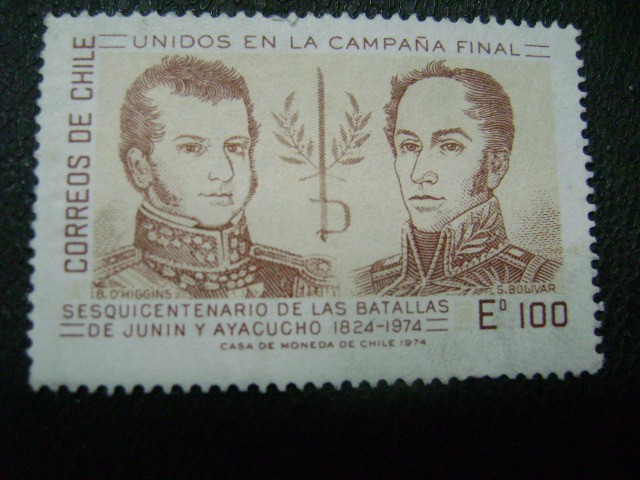 CORREOS DE CHILE
UNIDOS EN LA CAMPAÑA FINAL
B. O'HIGGINS
S. BOLIVAR
SESQUICENTENARIO DE LAS BATALLAS
DE JUNIN Y AYACUCHO 1824-1974
Eº 100
CASA DE MONEDA DE CHILE 1974